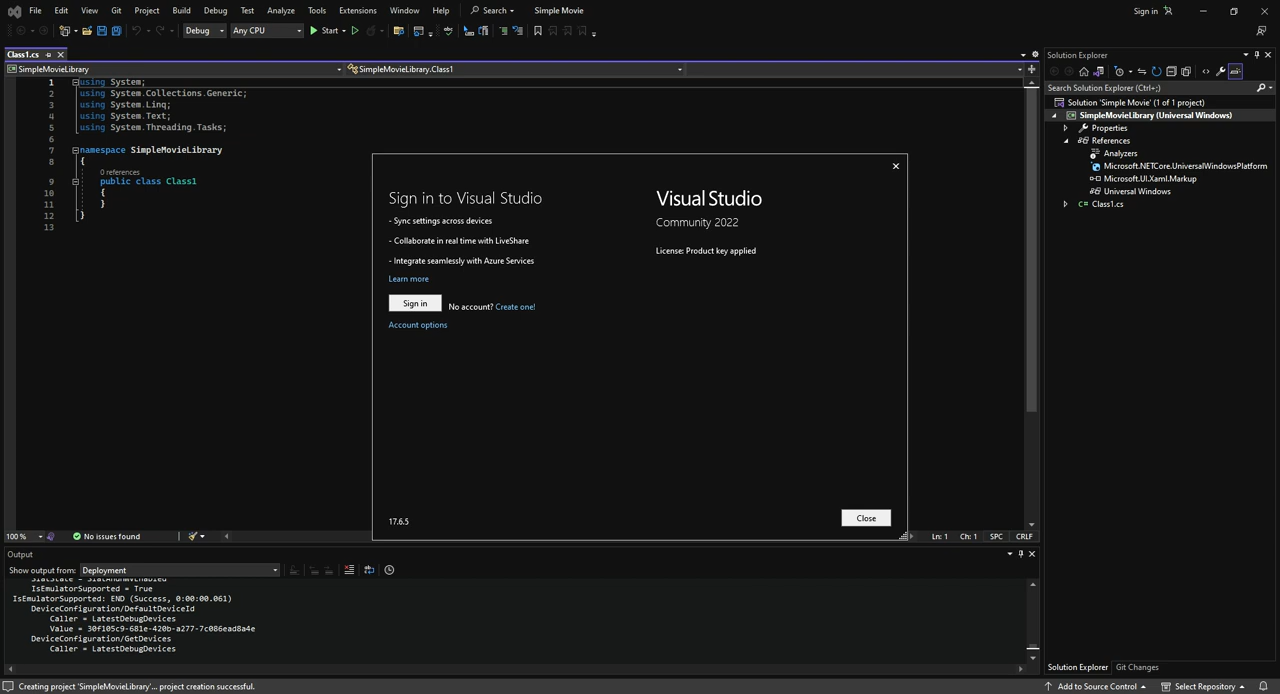 File Edit View Git Project Build Debug Test Analyze Tools Extensions Window Help Search Simple Movie Sign in
Debug Any CPU Start
Class1.cs
SimpleMovieLibrary SimpleMovieLibrary.Class1
1 using System;
2 using System.Collections.Generic;
3 using System.Linq;
4 using System.Text;
5 using System.Threading.Tasks;
6
7 namespace SimpleMovieLibrary
8 {
0 references
9 public class Class1
10 {
11 }
12 }
13
Sign in to Visual Studio
- Sync settings across devices
- Collaborate in real time with LiveShare
- Integrate seamlessly with Azure Services
Learn more
Sign in No account? Create one!
Account options
17.6.5
Visual Studio
Community 2022
License: Product key applied
Close
100 % No issues found Ln: 1 Ch: 1 SPC CRLF
Output
Show output from: Deployment
IsEmulatorSupported = True
IsEmulatorSupported: END (Success, 0:00:00.061)
DeviceConfiguration/DefaultDeviceId
Caller = LatestDebugDevices
Value = 30f105c9-681e-420b-a277-7c086ead8a4e
DeviceConfiguration/GetDevices
Caller = LatestDebugDevices
Solution Explorer
Search Solution Explorer (Ctrl+;)
Solution 'Simple Movie' (1 of 1 project)
SimpleMovieLibrary (Universal Windows)
Properties
References
Analyzers
Microsoft.NETCore.UniversalWindowsPlatform
Microsoft.UI.Xaml.Markup
Universal Windows
C# Class1.cs
Solution Explorer Git Changes
Creating project 'SimpleMovieLibrary'... project creation successful. Add to Source Control Select Repository